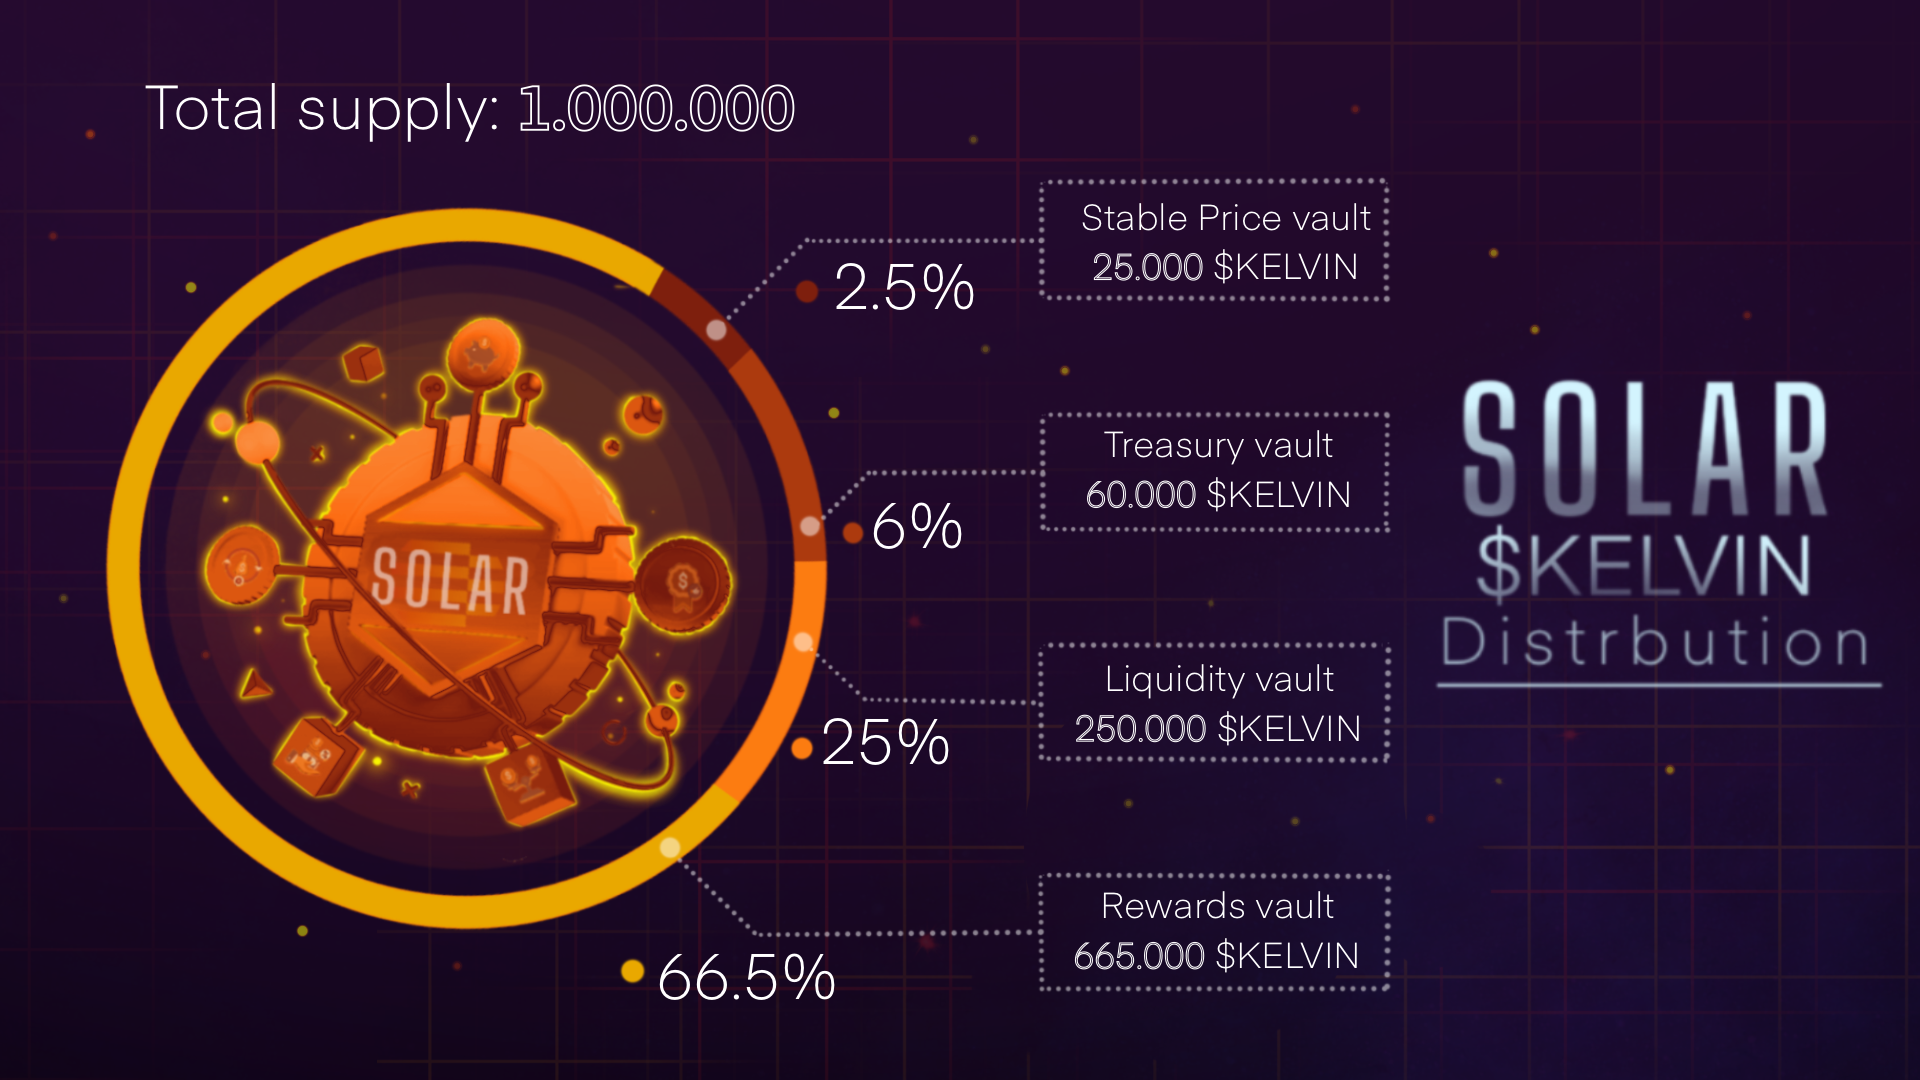 Total supply: 1.000.000
Stable Price vault
25.000 $KELVIN
2.5%
Treasury vault
60.000 $KELVIN
6%
Liquidity vault
250.000 $KELVIN
25%
Rewards vault
665.000 $KELVIN
66.5%
SOLAR
SOLAR
$KELVIN
Distrbution